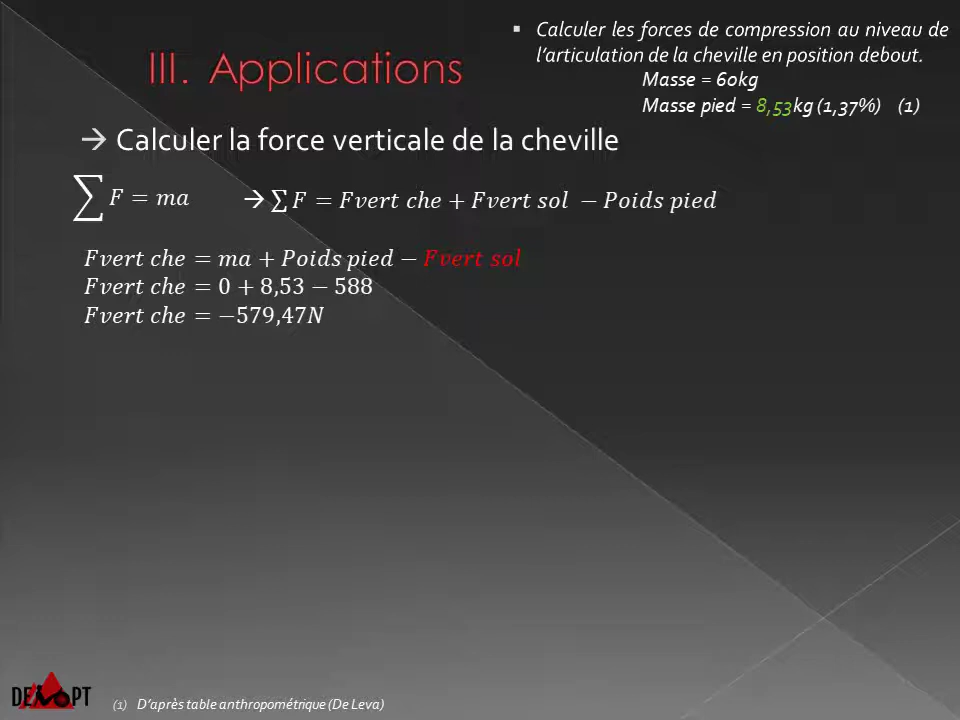 III. Applications
▪ Calculer les forces de compression au niveau de
l'articulation de la cheville en position debout.
Masse = 60kg
Masse pied = 8,53kg (1,37%) (1)
→ Calculer la force verticale de la cheville
∑ F = ma → ∑ F = Fvert che + Fvert sol − Poids pied
Fvert che = ma + Poids pied − Fvert sol
Fvert che = 0 + 8,53 − 588
Fvert che = −579,47N
(1) D'après table anthropométrique (De Leva)